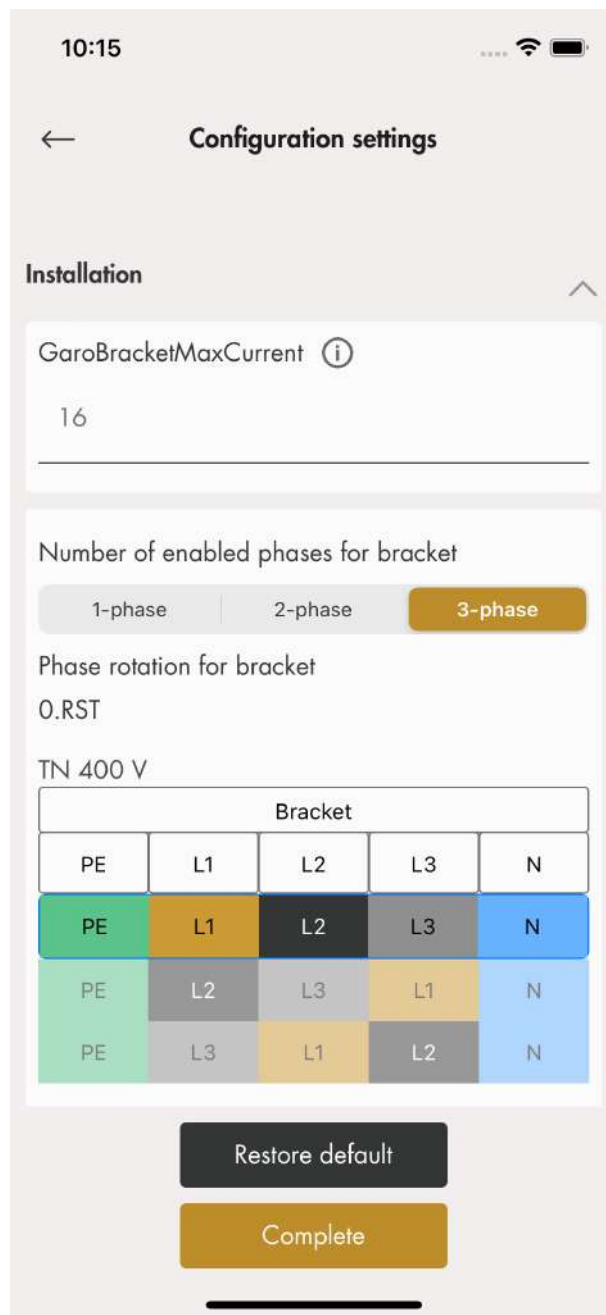 10:15
Configuration settings
Installation
GaroBracketMaxCurrent
16
Number of enabled phases for bracket
1-phase 2-phase 3-phase
Phase rotation for bracket
0.RST
TN 400 V
Bracket
PE L1 L2 L3 N
PE L1 L2 L3 N
PE L2 L3 L1 N
PE L3 L1 L2 N
Restore default
Complete